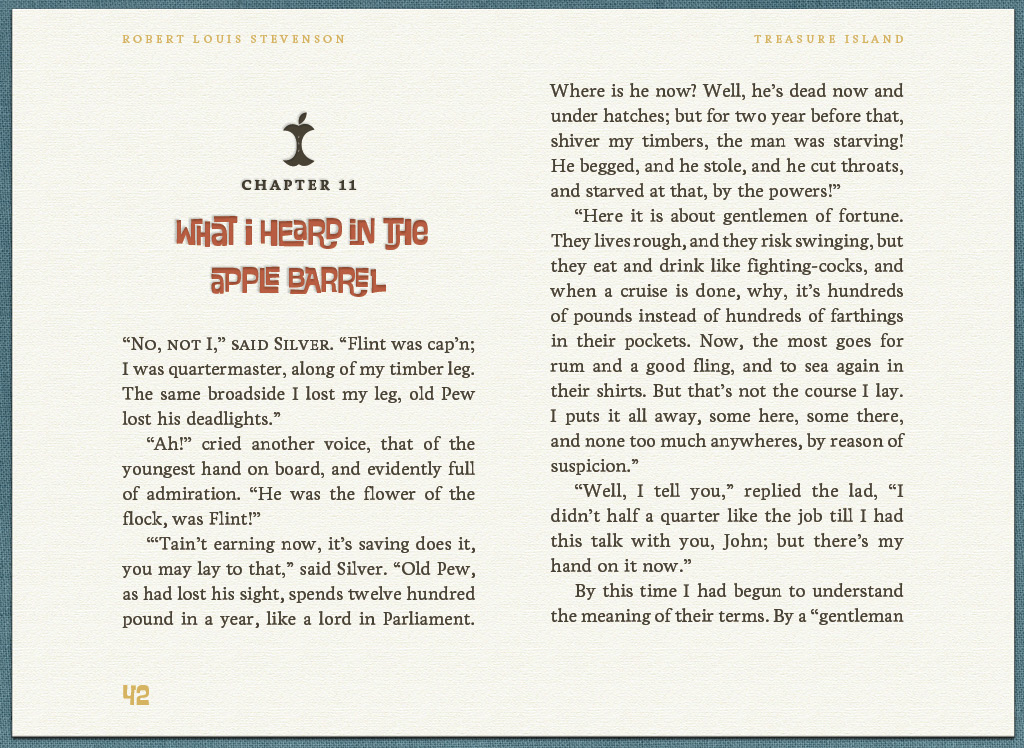 ROBERT LOUIS STEVENSON
TREASURE ISLAND
CHAPTER 11
WHaT i HEaRD iN THe
aPPLE BARREL
“No, not I,” said Silver. “Flint was cap’n;
I was quartermaster, along of my timber leg.
The same broadside I lost my leg, old Pew
lost his deadlights.”
“Ah!” cried another voice, that of the
youngest hand on board, and evidently full
of admiration. “He was the flower of the
flock, was Flint!”
“‘Tain’t earning now, it’s saving does it,
you may lay to that,” said Silver. “Old Pew,
as had lost his sight, spends twelve hundred
pound in a year, like a lord in Parliament.
42
Where is he now? Well, he’s dead now and
under hatches; but for two year before that,
shiver my timbers, the man was starving!
He begged, and he stole, and he cut throats,
and starved at that, by the powers!”
“Here it is about gentlemen of fortune.
They lives rough, and they risk swinging, but
they eat and drink like fighting-cocks, and
when a cruise is done, why, it’s hundreds
of pounds instead of hundreds of farthings
in their pockets. Now, the most goes for
rum and a good fling, and to sea again in
their shirts. But that’s not the course I lay.
I puts it all away, some here, some there,
and none too much anywheres, by reason of
suspicion.”
“Well, I tell you,” replied the lad, “I
didn’t half a quarter like the job till I had
this talk with you, John; but there’s my
hand on it now.”
By this time I had begun to understand
the meaning of their terms. By a “gentleman